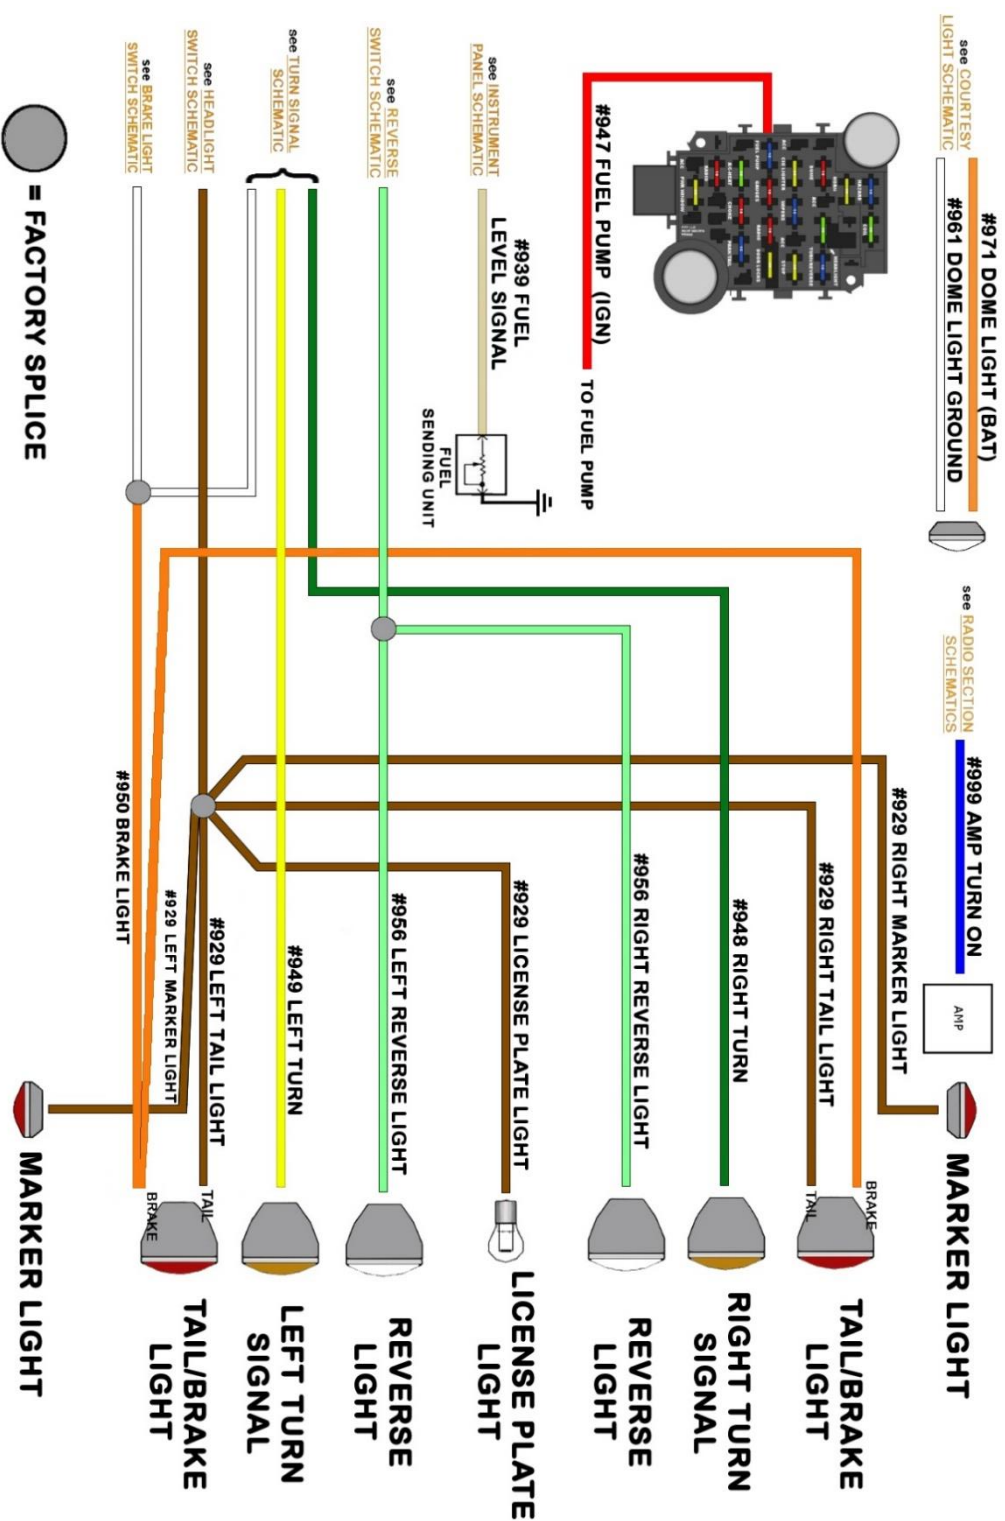 see COURTESY
LIGHT SCHEMATIC
#971 DOME LIGHT (BAT)
#961 DOME LIGHT GROUND
see RADIO SECTION
SCHEMATICS
#999 AMP TURN ON
AMP
MARKER LIGHT
#929 RIGHT MARKER LIGHT
BRAKE
TAIL
TAIL/BRAKE
LIGHT
#929 RIGHT TAIL LIGHT
#948 RIGHT TURN
RIGHT TURN
SIGNAL
#956 RIGHT REVERSE LIGHT
REVERSE
LIGHT
#947 FUEL PUMP (IGN)
TO FUEL PUMP
see INSTRUMENT
PANEL SCHEMATIC
#939 FUEL
LEVEL SIGNAL
FUEL
SENDING UNIT
#929 LICENSE PLATE LIGHT
LICENSE PLATE
LIGHT
see REVERSE
SWITCH SCHEMATIC
#956 LEFT REVERSE LIGHT
REVERSE
LIGHT
see TURN SIGNAL
SCHEMATIC
#949 LEFT TURN
LEFT TURN
SIGNAL
see HEADLIGHT
SWITCH SCHEMATIC
#929 LEFT TAIL LIGHT
#929 LEFT MARKER LIGHT
TAIL
BRAKE
TAIL/BRAKE
LIGHT
see BRAKE LIGHT
SWITCH SCHEMATIC
#950 BRAKE LIGHT
= FACTORY SPLICE
MARKER LIGHT